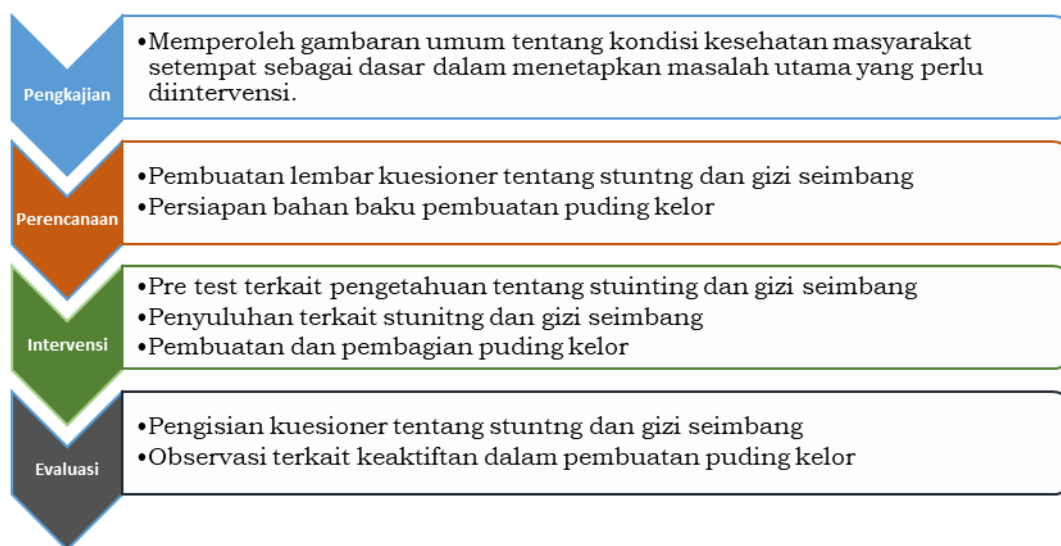 Pengkajian
•Memperoleh gambaran umum tentang kondisi kesehatan masyarakat
setempat sebagai dasar dalam menetapkan masalah utama yang perlu
diintervensi.
Perencanaan
•Pembuatan lembar kuesioner tentang stuntng dan gizi seimbang
•Persiapan bahan baku pembuatan puding kelor
Intervensi
•Pre test terkait pengetahuan tentang stuinting dan gizi seimbang
•Penyuluhan terkait stunitng dan gizi seimbang
•Pembuatan dan pembagian puding kelor
Evaluasi
•Pengisian kuesioner tentang stuntng dan gizi seimbang
•Observasi terkait keaktiftan dalam pembuatan puding kelor